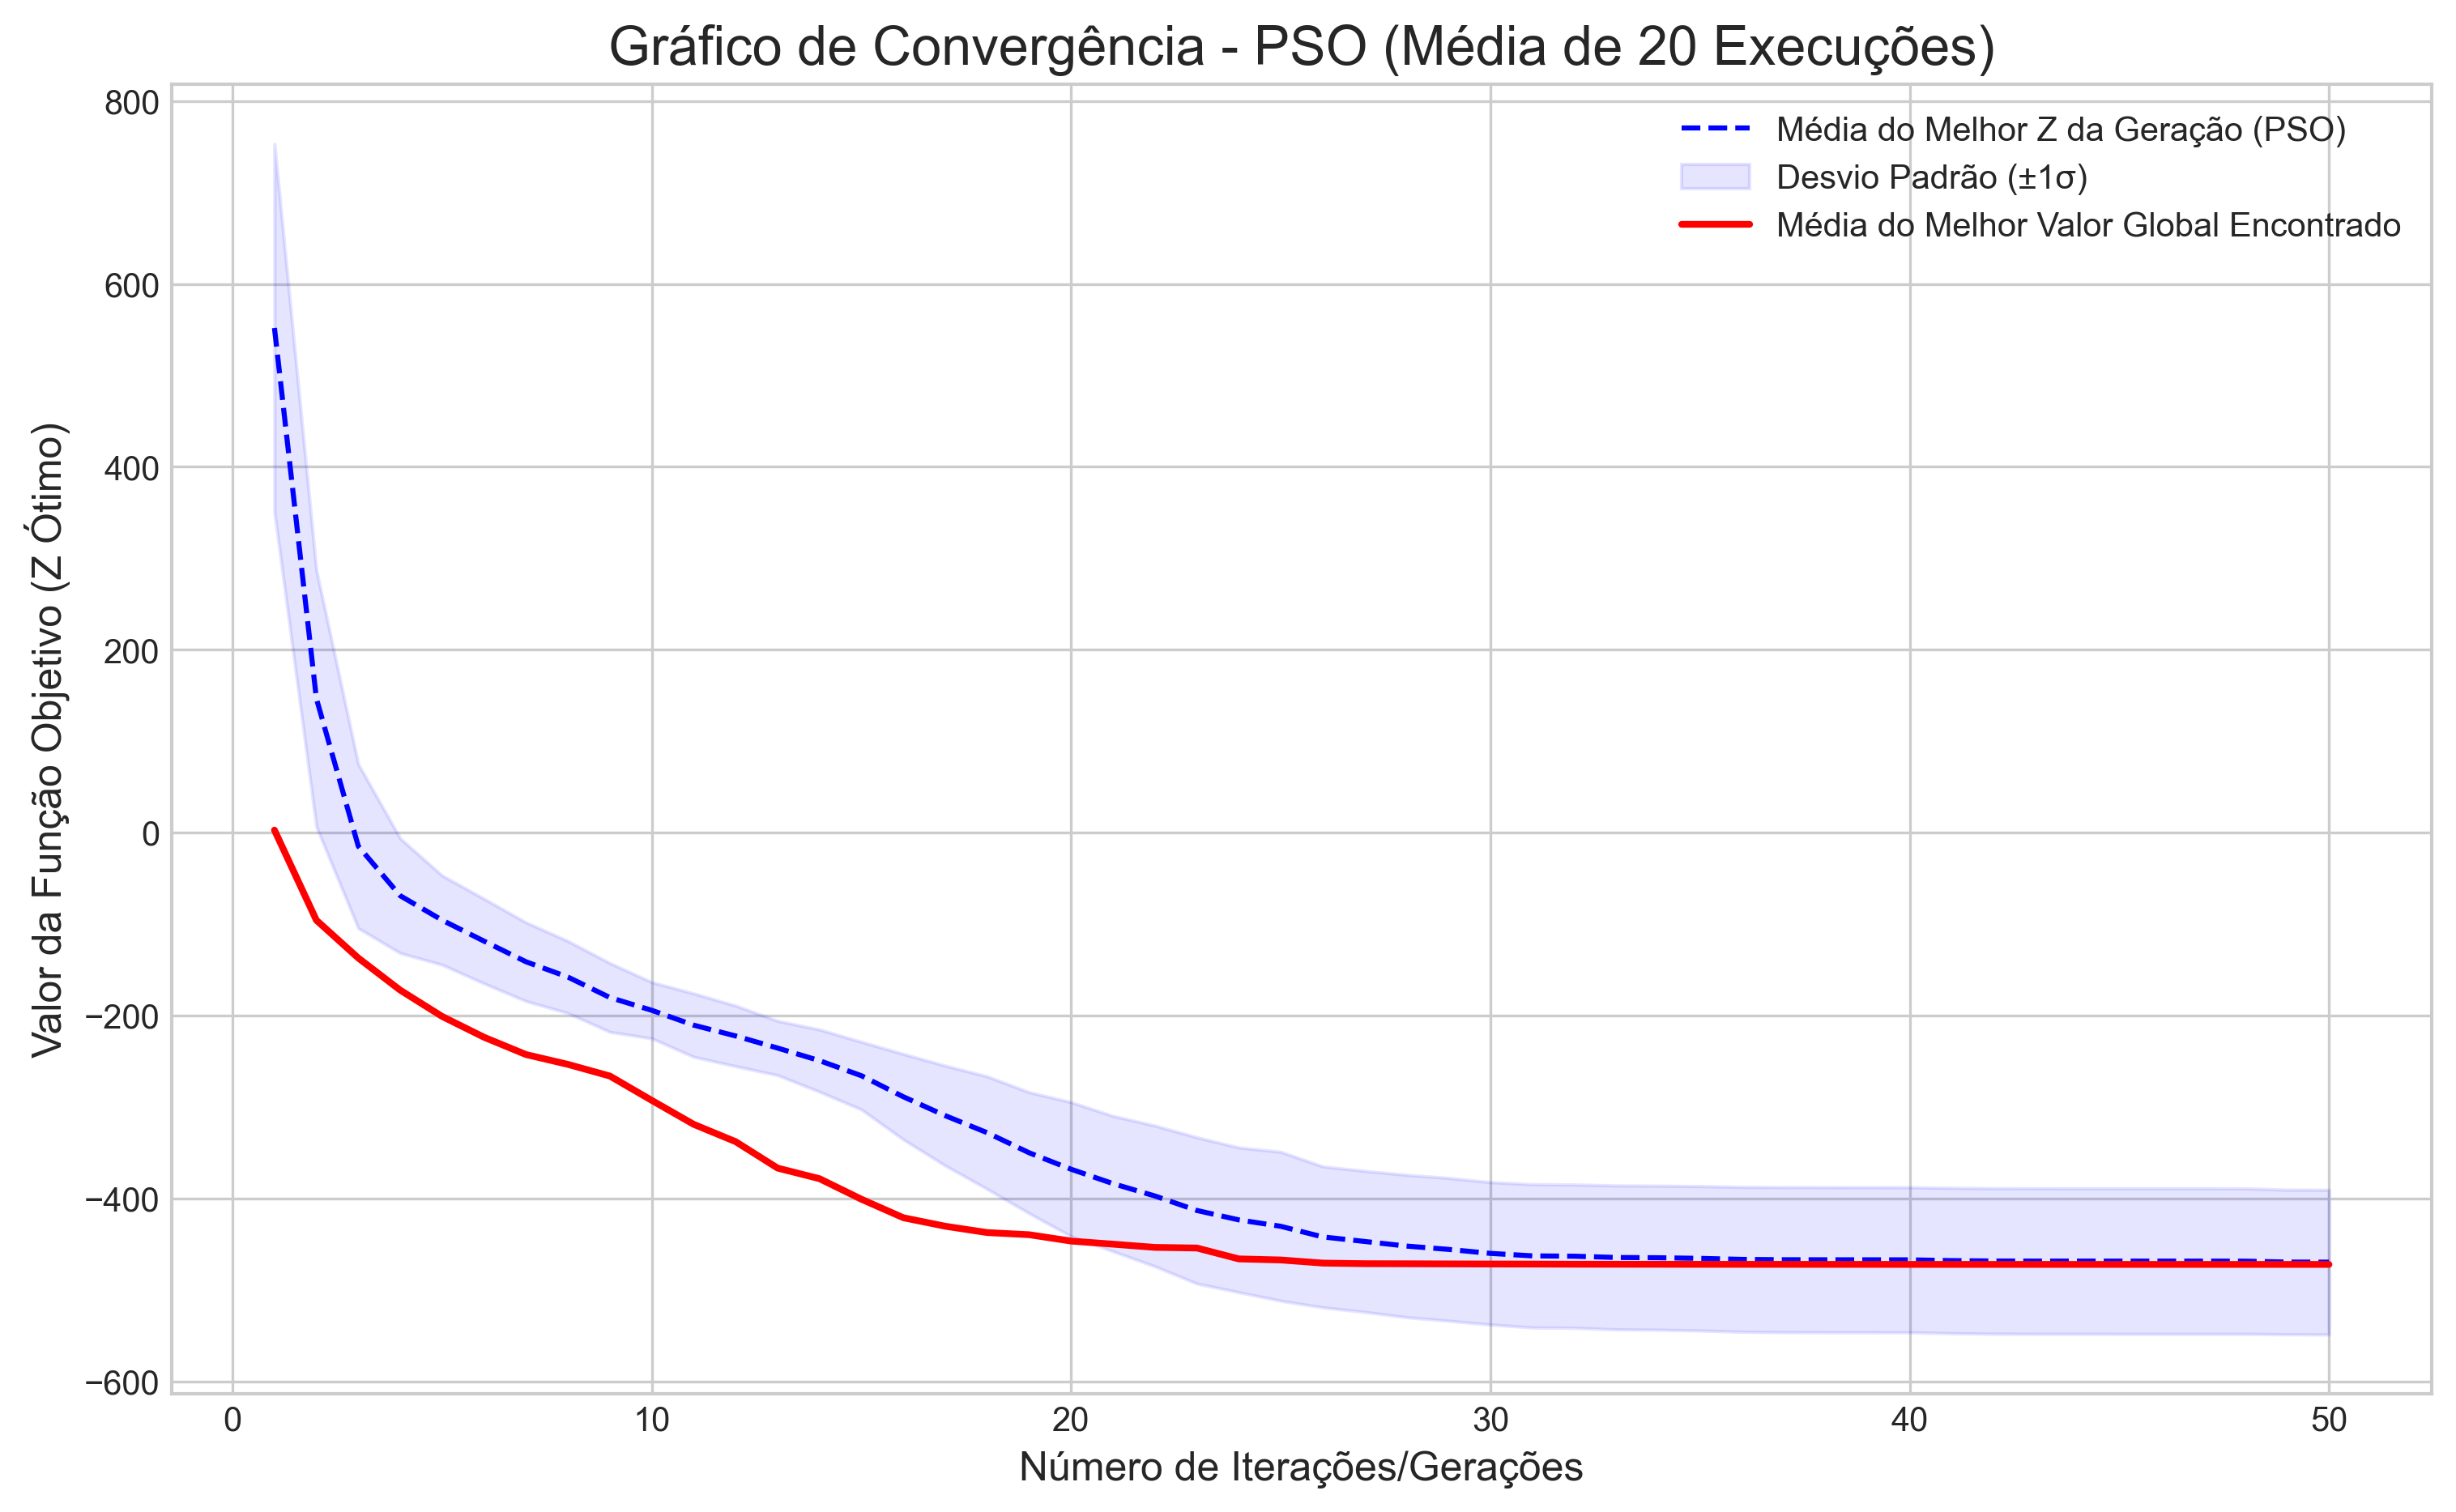 Gráfico de Convergência - PSO (Média de 20 Execuções)
Média do Melhor Z da Geração (PSO)
Desvio Padrão (±1σ)
Média do Melhor Valor Global Encontrado
Valor da Função Objetivo (Z Ótimo)
800
600
400
200
0
−200
−400
−600
0
10
20
30
40
50
Número de Iterações/Gerações